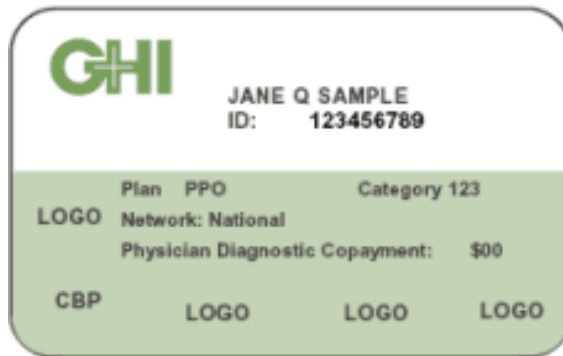 GHI
JANE Q SAMPLE
ID: 123456789
Plan PPO Category 123
LOGO Network: National
Physician Diagnostic Copayment: $00
CBP LOGO LOGO LOGO